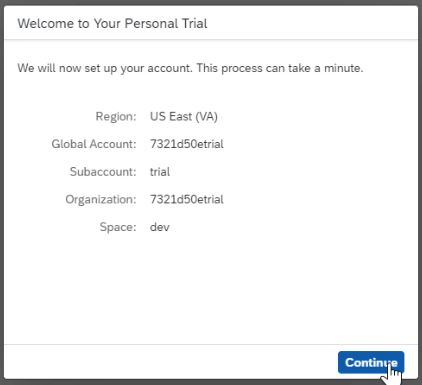 Welcome to Your Personal Trial
We will now set up your account. This process can take a minute.
Region: US East (VA)
Global Account: 7321d50etrial
Subaccount: trial
Organization: 7321d50etrial
Space: dev
Continue